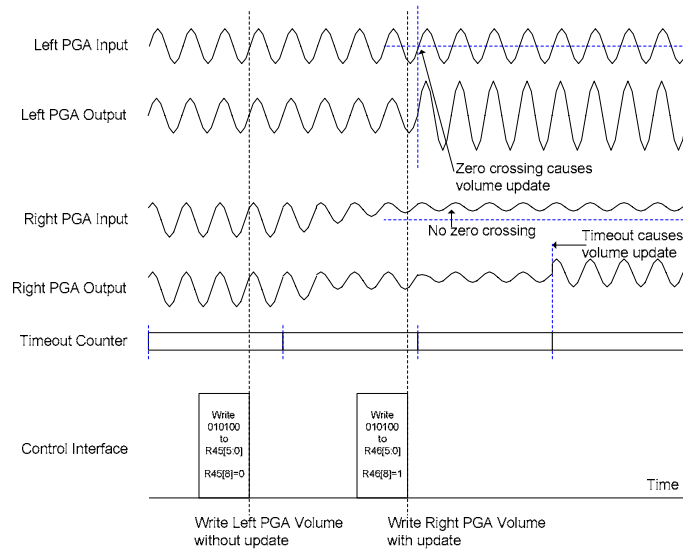 Left PGA Input
Left PGA Output
Zero crossing causes
volume update
Right PGA Input
No zero crossing
Timeout causes
volume update
Right PGA Output
Timeout Counter
Control Interface
Write
010100
to
R45[5:0]
R45[8]=0
Write
010100
to
R46[5:0]
R46[8]=1
Time
Write Left PGA Volume
without update
Write Right PGA Volume
with update